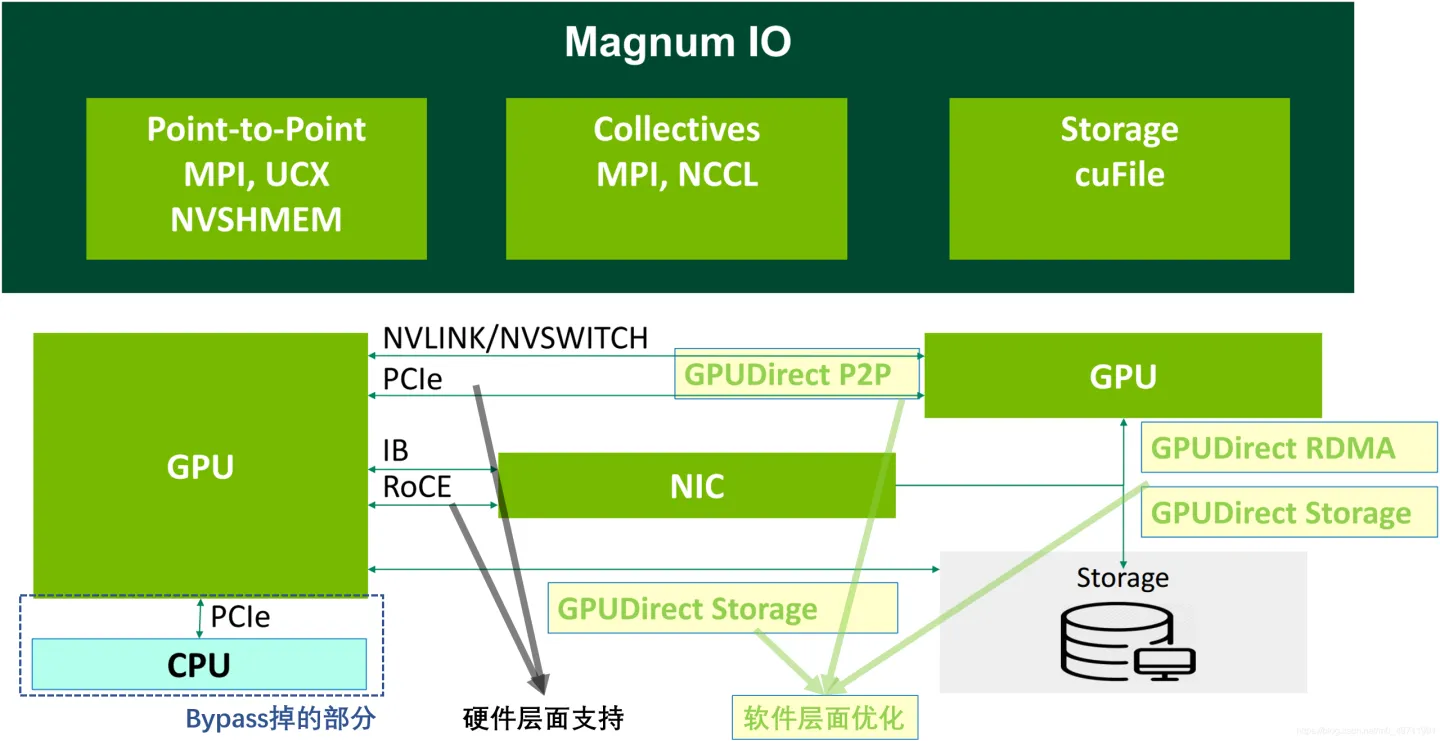 Magnum IO
Point-to-Point
MPI, UCX
NVSHMEM
Collectives
MPI, NCCL
Storage
cuFile
NVLINK/NVSWITCH
PCIe
GPUDirect P2P
GPU
GPU
IB
RoCE
NIC
GPUDirect RDMA
GPUDirect Storage
GPUDirect Storage
Storage
PCIe
CPU
Bypass掉的部分
硬件层面支持
软件层面优化